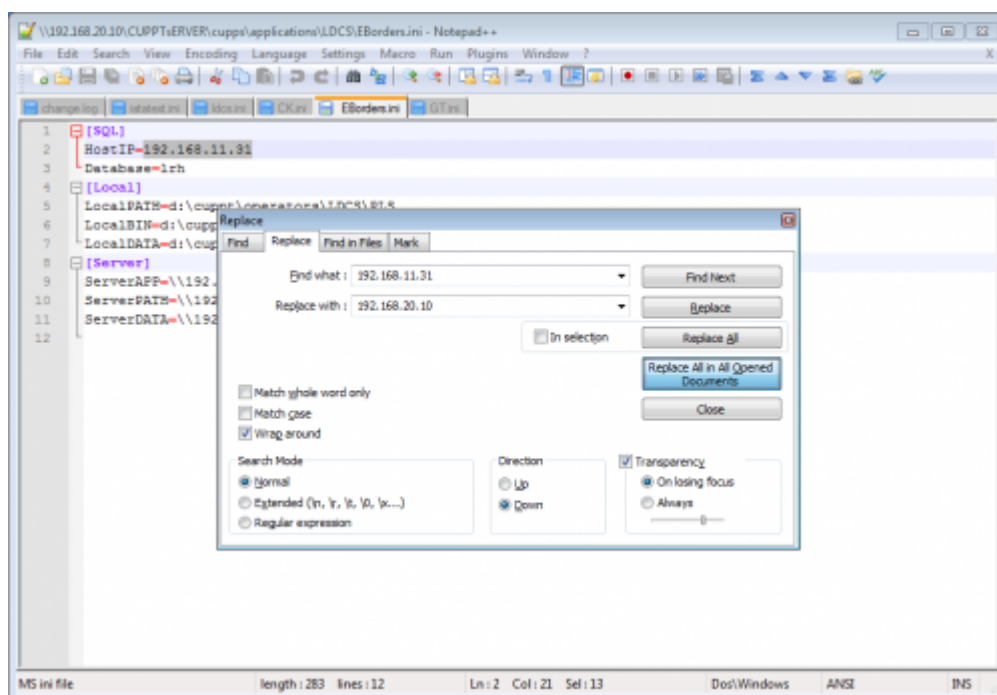 \\192.168.20.10\CUPPTsERVER\cupps\applications\LDCS\EBorders.ini - Notepad++
File Edit Search View Encoding Language Settings Macro Run Plugins Window ? X
change.log iatatest.ini ldcs.ini CK.ini EBorders.ini GT.ini
1 [SQL]
2 HostIP=192.168.11.31
3 Database=lrh
4 [Local]
5 LocalPATH=d:\cuppt\operators\LDCS\RLS
6 LocalBIN=d:\cupp
7 LocalDATA=d:\cup
8 [Server]
9 ServerAPP=\\192.
10 ServerPATH=\\192
11 ServerDATA=\\192
12
Replace
Find Replace Find in Files Mark
Find what : 192.168.11.31 Find Next
Replace with : 192.168.20.10 Replace
In selection Replace All
Replace All in All Opened
Documents
Match whole word only
Close
Match case
Wrap around
Search Mode Direction Transparency
Normal Up On losing focus
Extended (\n, \r, \t, \0, \x...) Down Always
Regular expression
MS ini file length : 283 lines : 12 Ln : 2 Col : 21 Sel : 13 Dos\Windows ANSI INS